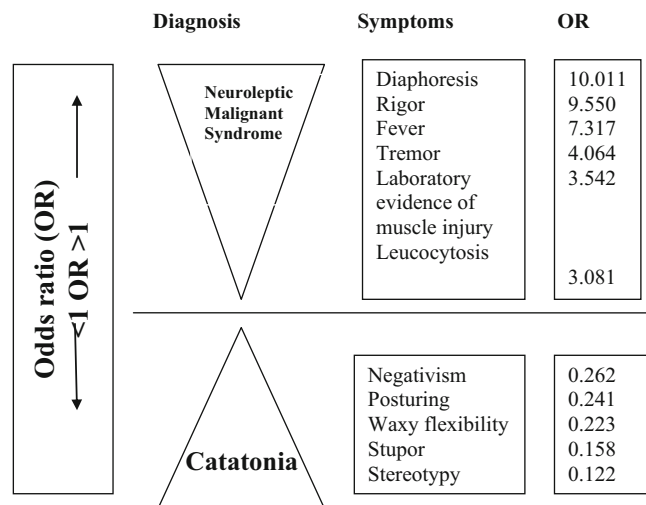 Diagnosis Symptoms OR
Neuroleptic
Malignant
Syndrome
Diaphoresis 10.011
Rigor 9.550
Fever 7.317
Tremor 4.064
Laboratory 3.542
evidence of
muscle injury
Leucocytosis
3.081
Odds ratio (OR)
<1 OR >1
Catatonia
Negativism 0.262
Posturing 0.241
Waxy flexibility 0.223
Stupor 0.158
Stereotypy 0.122